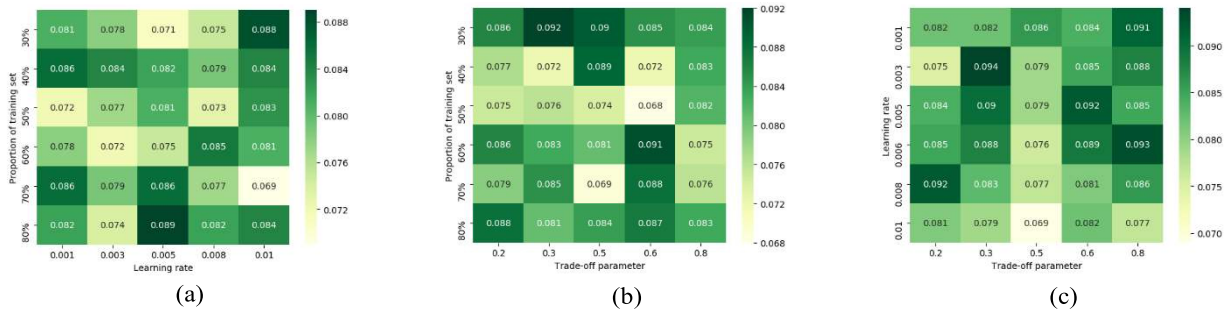 Proportion of training set
30% 0.081 0.078 0.071 0.075 0.088
40% 0.086 0.084 0.082 0.079 0.084
50% 0.072 0.077 0.081 0.073 0.083
60% 0.078 0.072 0.075 0.085 0.081
70% 0.086 0.079 0.086 0.077 0.069
80% 0.082 0.074 0.089 0.082 0.084
0.001 0.003 0.005 0.008 0.01
Learning rate
0.088
0.084
0.080
0.076
0.072
(a)
Proportion of training set
30% 0.086 0.092 0.09 0.085 0.084
40% 0.077 0.072 0.089 0.072 0.083
50% 0.075 0.076 0.074 0.068 0.082
60% 0.086 0.083 0.081 0.091 0.075
70% 0.079 0.085 0.069 0.088 0.076
80% 0.088 0.081 0.084 0.087 0.083
0.2 0.3 0.5 0.6 0.8
Trade-off parameter
0.092
0.088
0.084
0.080
0.076
0.072
0.068
(b)
Learning rate
0.001 0.082 0.082 0.086 0.084 0.091
0.003 0.075 0.094 0.079 0.085 0.088
0.005 0.084 0.09 0.079 0.092 0.085
0.006 0.085 0.088 0.076 0.089 0.093
0.008 0.092 0.083 0.077 0.081 0.086
0.01 0.081 0.079 0.069 0.082 0.077
0.2 0.3 0.5 0.6 0.8
Trade-off parameter
0.090
0.085
0.080
0.075
0.070
(c)